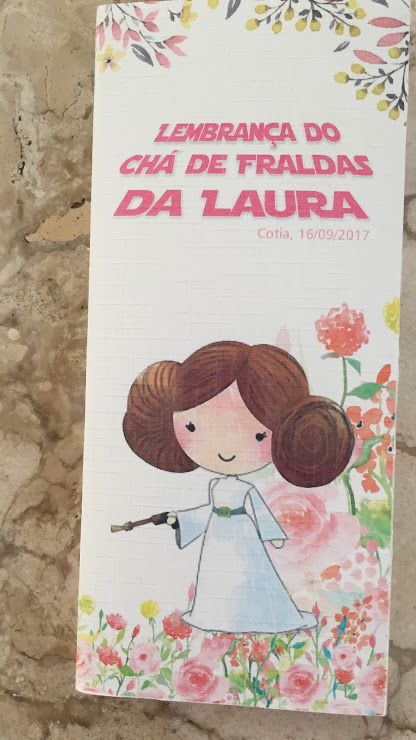 Lembrança do
chá de Fraldas
da Laura
Cotia, 16/09/2017